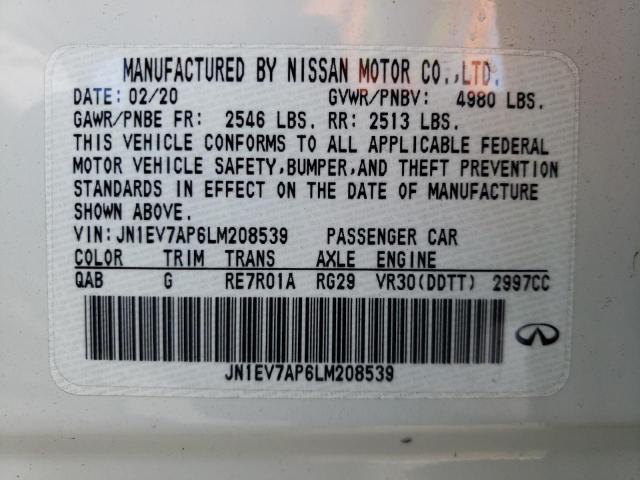 MANUFACTURED BY NISSAN MOTOR CO.,LTD.
DATE: 02/20 GVWR/PNBV: 4980 LBS.
GAWR/PNBE FR: 2546 LBS. RR: 2513 LBS.
THIS VEHICLE CONFORMS TO ALL APPLICABLE FEDERAL
MOTOR VEHICLE SAFETY,BUMPER,AND THEFT PREVENTION
STANDARDS IN EFFECT ON THE DATE OF MANUFACTURE
SHOWN ABOVE.
VIN:JN1EV7AP6LM208539 PASSENGER CAR
COLOR TRIM TRANS AXLE ENGINE
QAB G RE7R01A RG29 VR30(DDTT) 2997CC
JN1EV7AP6LM208539